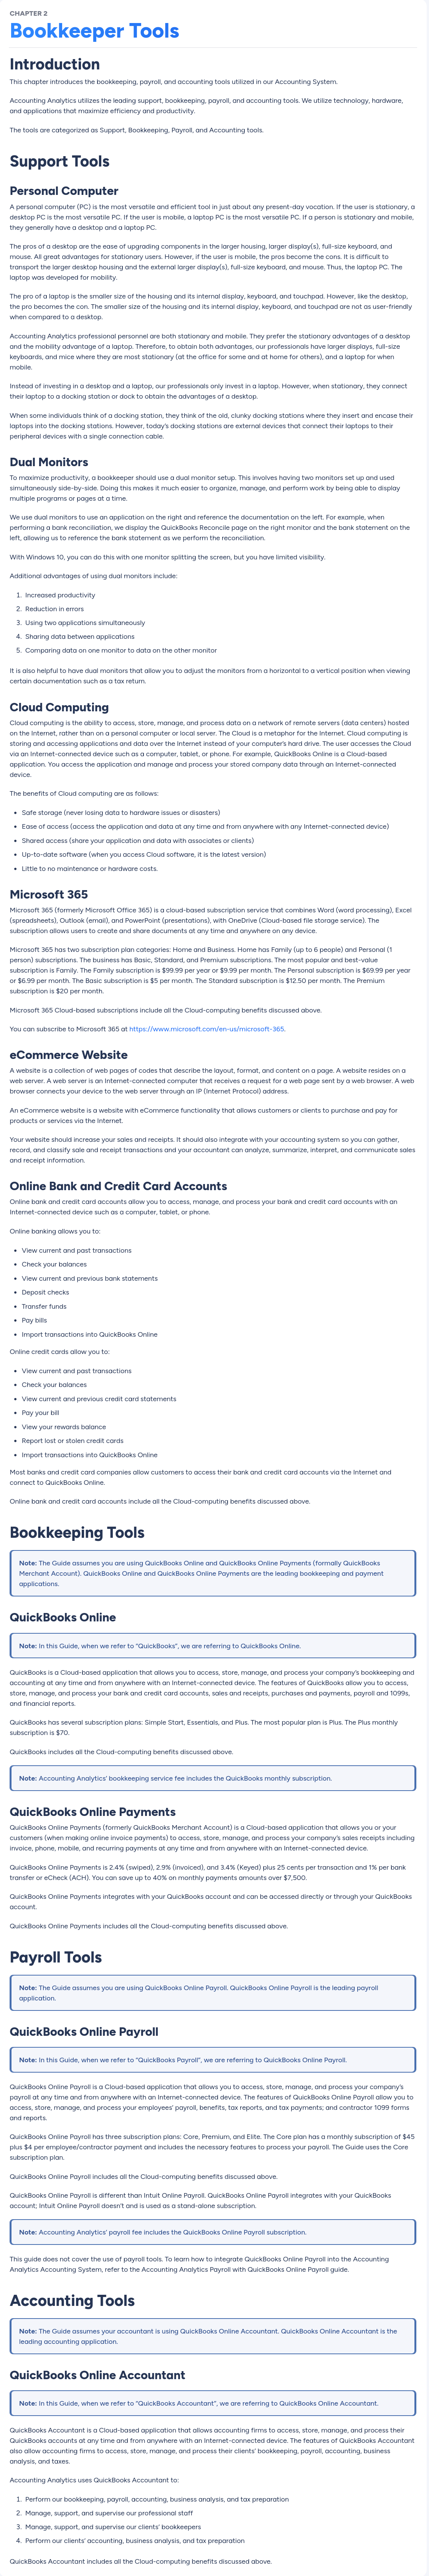 CHAPTER 2
Bookkeeper Tools
Introduction
This chapter introduces the bookkeeping, payroll, and accounting tools utilized in our Accounting System.
Accounting Analytics utilizes the leading support, bookkeeping, payroll, and accounting tools. We utilize technology, hardware,
and applications that maximize efficiency and productivity.
The tools are categorized as Support, Bookkeeping, Payroll, and Accounting tools.
Support Tools
Personal Computer
A personal computer (PC) is the most versatile and efficient tool in just about any present-day vocation. If the user is stationary, a
desktop PC is the most versatile PC. If the user is mobile, a laptop PC is the most versatile PC. If a person is stationary and mobile,
they generally have a desktop and a laptop PC.
The pros of a desktop are the ease of upgrading components in the larger housing, larger display(s), full-size keyboard, and
mouse. All great advantages for stationary users. However, if the user is mobile, the pros become the cons. It is difficult to
transport the larger desktop housing and the external larger display(s), full-size keyboard, and mouse. Thus, the laptop PC. The
laptop was developed for mobility.
The pro of a laptop is the smaller size of the housing and its internal display, keyboard, and touchpad. However, like the desktop,
the pro becomes the con. The smaller size of the housing and its internal display, keyboard, and touchpad are not as user-friendly
when compared to a desktop.
Accounting Analytics professional personnel are both stationary and mobile. They prefer the stationary advantages of a desktop
and the mobility advantage of a laptop. Therefore, to obtain both advantages, our professionals have larger displays, full-size
keyboards, and mice where they are most stationary (at the office for some and at home for others), and a laptop for when
mobile.
Instead of investing in a desktop and a laptop, our professionals only invest in a laptop. However, when stationary, they connect
their laptop to a docking station or dock to obtain the advantages of a desktop.
When some individuals think of a docking station, they think of the old, clunky docking stations where they insert and encase their
laptops into the docking stations. However, today's docking stations are external devices that connect their laptops to their
peripheral devices with a single connection cable.
Dual Monitors
To maximize productivity, a bookkeeper should use a dual monitor setup. This involves having two monitors set up and used
simultaneously side-by-side. Doing this makes it much easier to organize, manage, and perform work by being able to display
multiple programs or pages at a time.
We use dual monitors to use an application on the right and reference the documentation on the left. For example, when
performing a bank reconciliation, we display the QuickBooks Reconcile page on the right monitor and the bank statement on the
left, allowing us to reference the bank statement as we perform the reconciliation.
With Windows 10, you can do this with one monitor splitting the screen, but you have limited visibility.
Additional advantages of using dual monitors include:
1. Increased productivity
2. Reduction in errors
3. Using two applications simultaneously
4. Sharing data between applications
5. Comparing data on one monitor to data on the other monitor
It is also helpful to have dual monitors that allow you to adjust the monitors from a horizontal to a vertical position when viewing
certain documentation such as a tax return.
Cloud Computing
Cloud computing is the ability to access, store, manage, and process data on a network of remote servers (data centers) hosted
on the Internet, rather than on a personal computer or local server. The Cloud is a metaphor for the Internet. Cloud computing is
storing and accessing applications and data over the Internet instead of your computer's hard drive. The user accesses the Cloud
via an Internet-connected device such as a computer, tablet, or phone. For example, QuickBooks Online is a Cloud-based
application. You access the application and manage and process your stored company data through an Internet-connected
device.
The benefits of Cloud computing are as follows:
• Safe storage (never losing data to hardware issues or disasters)
• Ease of access (access the application and data at any time and from anywhere with any Internet-connected device)
• Shared access (share your application and data with associates or clients)
• Up-to-date software (when you access Cloud software, it is the latest version)
• Little to no maintenance or hardware costs.
Microsoft 365
Microsoft 365 (formerly Microsoft Office 365) is a cloud-based subscription service that combines Word (word processing), Excel
(spreadsheets), Outlook (email), and PowerPoint (presentations), with OneDrive (Cloud-based file storage service). The
subscription allows users to create and share documents at any time and anywhere on any device.
Microsoft 365 has two subscription plan categories: Home and Business. Home has Family (up to 6 people) and Personal (1
person) subscriptions. The business has Basic, Standard, and Premium subscriptions. The most popular and best-value
subscription is Family. The Family subscription is $99.99 per year or $9.99 per month. The Personal subscription is $69.99 per year
or $6.99 per month. The Basic subscription is $5 per month. The Standard subscription is $12.50 per month. The Premium
subscription is $20 per month.
Microsoft 365 Cloud-based subscriptions include all the Cloud-computing benefits discussed above.
You can subscribe to Microsoft 365 at https://www.microsoft.com/en-us/microsoft-365.
eCommerce Website
A website is a collection of web pages of codes that describe the layout, format, and content on a page. A website resides on a
web server. A web server is an Internet-connected computer that receives a request for a web page sent by a web browser. A web
browser connects your device to the web server through an IP (Internet Protocol) address.
An eCommerce website is a website with eCommerce functionality that allows customers or clients to purchase and pay for
products or services via the Internet.
Your website should increase your sales and receipts. It should also integrate with your accounting system so you can gather,
record, and classify sale and receipt transactions and your accountant can analyze, summarize, interpret, and communicate sales
and receipt information.
Online Bank and Credit Card Accounts
Online bank and credit card accounts allow you to access, manage, and process your bank and credit card accounts with an
Internet-connected device such as a computer, tablet, or phone.
Online banking allows you to:
• View current and past transactions
• Check your balances
• View current and previous bank statements
• Deposit checks
• Transfer funds
• Pay bills
• Import transactions into QuickBooks Online
Online credit cards allow you to:
• View current and past transactions
• Check your balances
• View current and previous credit card statements
• Pay your bill
• View your rewards balance
• Report lost or stolen credit cards
• Import transactions into QuickBooks Online
Most banks and credit card companies allow customers to access their bank and credit card accounts via the Internet and
connect to QuickBooks Online.
Online bank and credit card accounts include all the Cloud-computing benefits discussed above.
Bookkeeping Tools
Note: The Guide assumes you are using QuickBooks Online and QuickBooks Online Payments (formally QuickBooks
Merchant Account). QuickBooks Online and QuickBooks Online Payments are the leading bookkeeping and payment
applications.
QuickBooks Online
Note: In this Guide, when we refer to "QuickBooks", we are referring to QuickBooks Online.
QuickBooks is a Cloud-based application that allows you to access, store, manage, and process your company's bookkeeping and
accounting at any time and from anywhere with an Internet-connected device. The features of QuickBooks allow you to access,
store, manage, and process your bank and credit card accounts, sales and receipts, purchases and payments, payroll and 1099s,
and financial reports.
QuickBooks has several subscription plans: Simple Start, Essentials, and Plus. The most popular plan is Plus. The Plus monthly
subscription is $70.
QuickBooks includes all the Cloud-computing benefits discussed above.
Note: Accounting Analytics' bookkeeping service fee includes the QuickBooks monthly subscription.
QuickBooks Online Payments
QuickBooks Online Payments (formerly QuickBooks Merchant Account) is a Cloud-based application that allows you or your
customers (when making online invoice payments) to access, store, manage, and process your company's sales receipts including
invoice, phone, mobile, and recurring payments at any time and from anywhere with an Internet-connected device.
QuickBooks Online Payments is 2.4% (swiped), 2.9% (invoiced), and 3.4% (Keyed) plus 25 cents per transaction and 1% per bank
transfer or eCheck (ACH). You can save up to 40% on monthly payments amounts over $7,500.
QuickBooks Online Payments integrates with your QuickBooks account and can be accessed directly or through your QuickBooks
account.
QuickBooks Online Payments includes all the Cloud-computing benefits discussed above.
Payroll Tools
Note: The Guide assumes you are using QuickBooks Online Payroll. QuickBooks Online Payroll is the leading payroll
application.
QuickBooks Online Payroll
Note: In this Guide, when we refer to "QuickBooks Payroll", we are referring to QuickBooks Online Payroll.
QuickBooks Online Payroll is a Cloud-based application that allows you to access, store, manage, and process your company's
payroll at any time and from anywhere with an Internet-connected device. The features of QuickBooks Online Payroll allow you to
access, store, manage, and process your employees' payroll, benefits, tax reports, and tax payments; and contractor 1099 forms
and reports.
QuickBooks Online Payroll has three subscription plans: Core, Premium, and Elite. The Core plan has a monthly subscription of $45
plus $4 per employee/contractor payment and includes the necessary features to process your payroll. The Guide uses the Core
subscription plan.
QuickBooks Online Payroll includes all the Cloud-computing benefits discussed above.
QuickBooks Online Payroll is different than Intuit Online Payroll. QuickBooks Online Payroll integrates with your QuickBooks
account; Intuit Online Payroll doesn't and is used as a stand-alone subscription.
Note: Accounting Analytics' payroll fee includes the QuickBooks Online Payroll subscription.
This guide does not cover the use of payroll tools. To learn how to integrate QuickBooks Online Payroll into the Accounting
Analytics Accounting System, refer to the Accounting Analytics Payroll with QuickBooks Online Payroll guide.
Accounting Tools
Note: The Guide assumes your accountant is using QuickBooks Online Accountant. QuickBooks Online Accountant is the
leading accounting application.
QuickBooks Online Accountant
Note: In this Guide, when we refer to "QuickBooks Accountant", we are referring to QuickBooks Online Accountant.
QuickBooks Accountant is a Cloud-based application that allows accounting firms to access, store, manage, and process their
QuickBooks accounts at any time and from anywhere with an Internet-connected device. The features of QuickBooks Accountant
also allow accounting firms to access, store, manage, and process their clients' bookkeeping, payroll, accounting, business
analysis, and taxes.
Accounting Analytics uses QuickBooks Accountant to:
1. Perform our bookkeeping, payroll, accounting, business analysis, and tax preparation
2. Manage, support, and supervise our professional staff
3. Manage, support, and supervise our clients' bookkeepers
4. Perform our clients' accounting, business analysis, and tax preparation
QuickBooks Accountant includes all the Cloud-computing benefits discussed above.